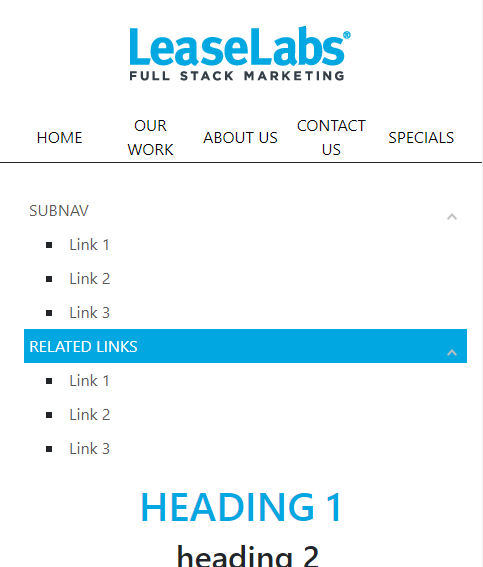 LeaseLabs®
FULL STACK MARKETING
HOME
OUR WORK
ABOUT US
CONTACT US
SPECIALS
SUBNAV
Link 1
Link 2
Link 3
RELATED LINKS
Link 1
Link 2
Link 3
HEADING 1
heading 2